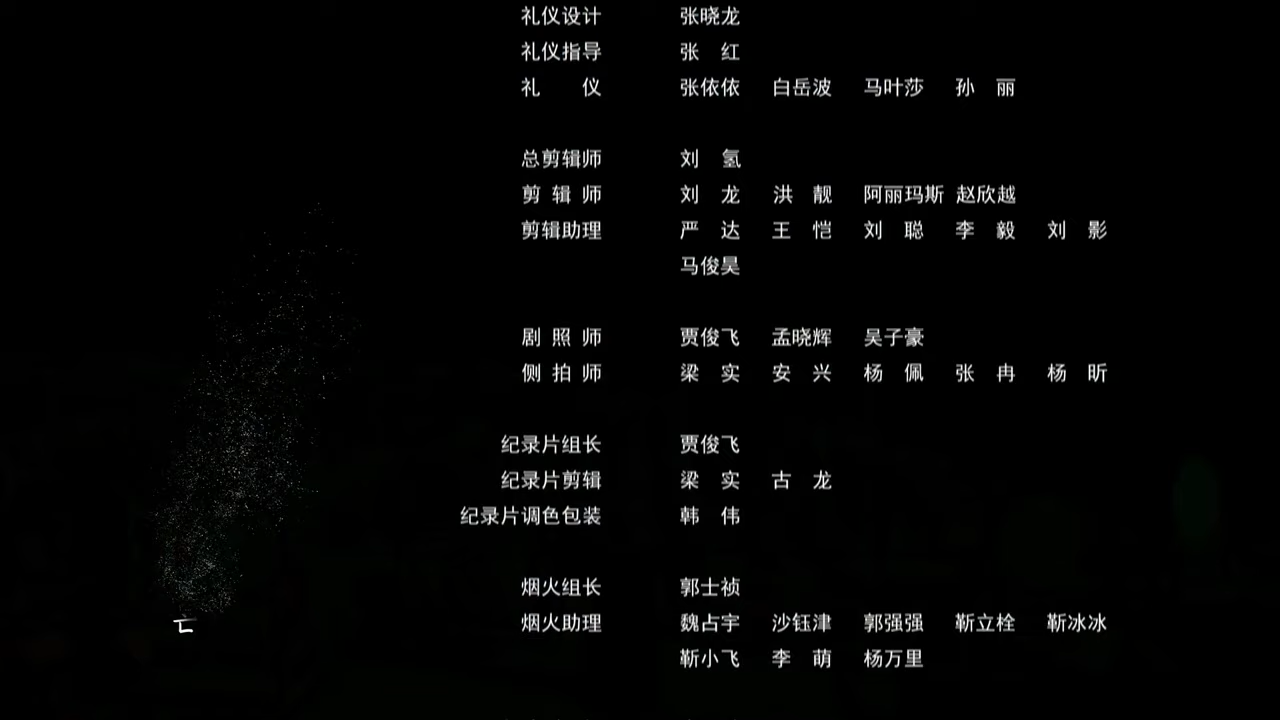 礼仪设计 张晓龙
礼仪指导 张 红
礼 仪 张依依 白岳波 马叶莎 孙 丽
总剪辑师 刘 氢
剪 辑 师 刘 龙 洪 靓 阿丽玛斯 赵欣越
剪辑助理 严 达 王 恺 刘 聪 李 毅 刘 影
马俊昊
剧 照 师 贾俊飞 孟晓辉 吴子豪
侧 拍 师 梁 实 安 兴 杨 佩 张 冉 杨 昕
纪录片组长 贾俊飞
纪录片剪辑 梁 实 古 龙
纪录片调色包装 韩 伟
烟火组长 郭士祯
烟火助理 魏占宇 沙钰津 郭强强 靳立栓 靳冰冰
靳小飞 李 萌 杨万里